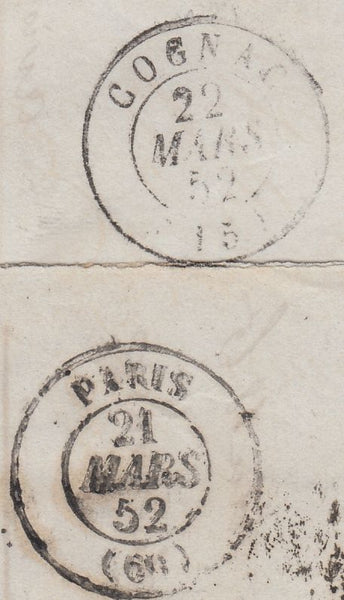 COGNAC
22
MARS
52
15
PARIS
21
MARS
52
(60)